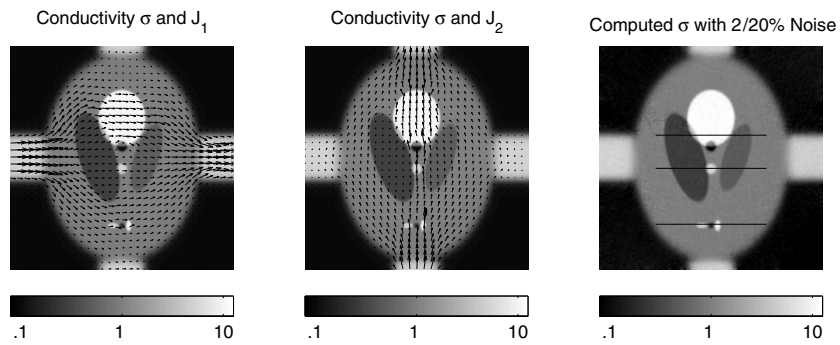 Conductivity σ and J₁
Conductivity σ and J₂
Computed σ with 2/20% Noise
.1 1 10
.1 1 10
.1 1 10